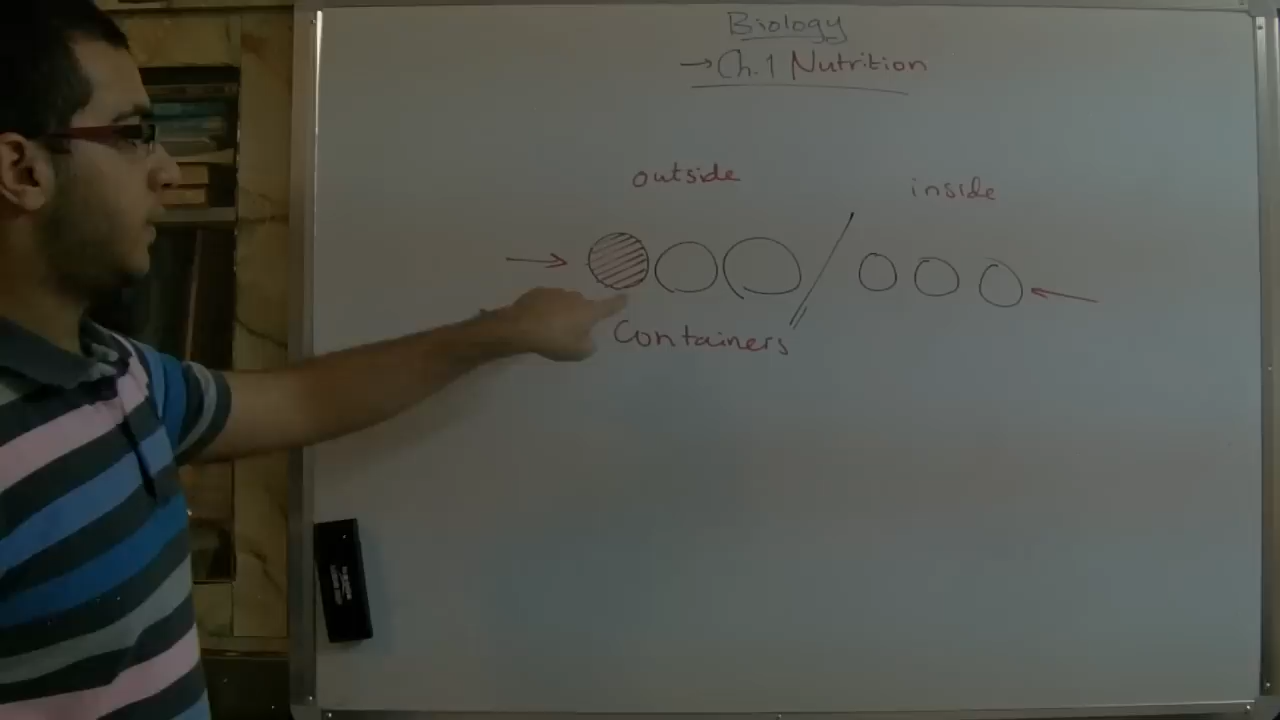 Biology
→Ch.1 Nutrition
outside
inside
Containers